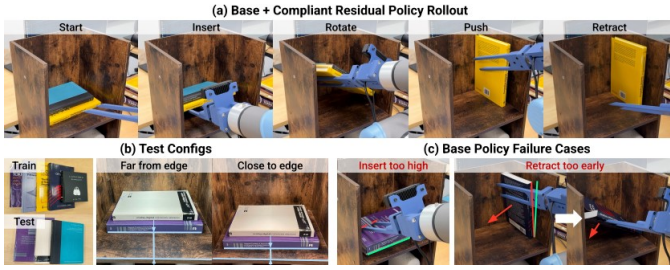 (a) Base + Compliant Residual Policy Rollout
Start
Insert
Rotate
Push
Retract
(b) Test Configs
(c) Base Policy Failure Cases
Train
Test
Far from edge
Close to edge
Insert too high
Retract too early